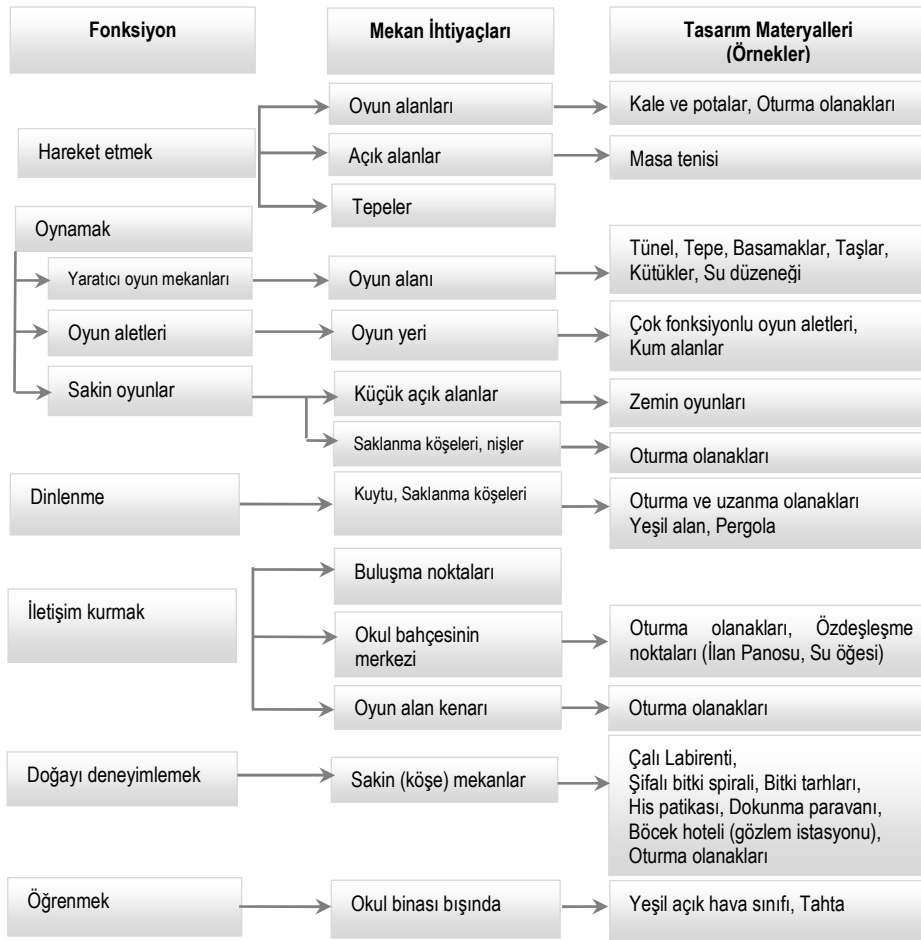 Fonksiyon
Mekan İhtiyaçları
Tasarım Materyalleri
(Örnekler)
Hareket etmek
Oyun alanları
Kale ve potalar, Oturma olanakları
Açık alanlar
Masa tenisi
Tepeler
Oynamak
Yaratıcı oyun mekanları
Oyun alanı
Tünel, Tepe, Basamaklar, Taşlar,
Kütükler, Su düzeneği
Oyun aletleri
Oyun yeri
Çok fonksiyonlu oyun aletleri,
Kum alanlar
Sakin oyunlar
Küçük açık alanlar
Zemin oyunları
Saklanma köşeleri, nişler
Oturma olanakları
Dinlenme
Kuytu, Saklanma köşeleri
Oturma ve uzanma olanakları
Yeşil alan, Pergola
İletişim kurmak
Buluşma noktaları
Okul bahçesinin
merkezi
Oturma olanakları, Özdeşleşme
noktaları (İlan Panosu, Su öğesi)
Oyun alan kenarı
Oturma olanakları
Doğayı deneyimlemek
Sakin (köşe) mekanlar
Çalı Labirenti,
Şifalı bitki spirali, Bitki tarhları,
His patikası, Dokunma paravanı,
Böcek hoteli (gözlem istasyonu),
Oturma olanakları
Öğrenmek
Okul binası bışında
Yeşil açık hava sınıfı, Tahta